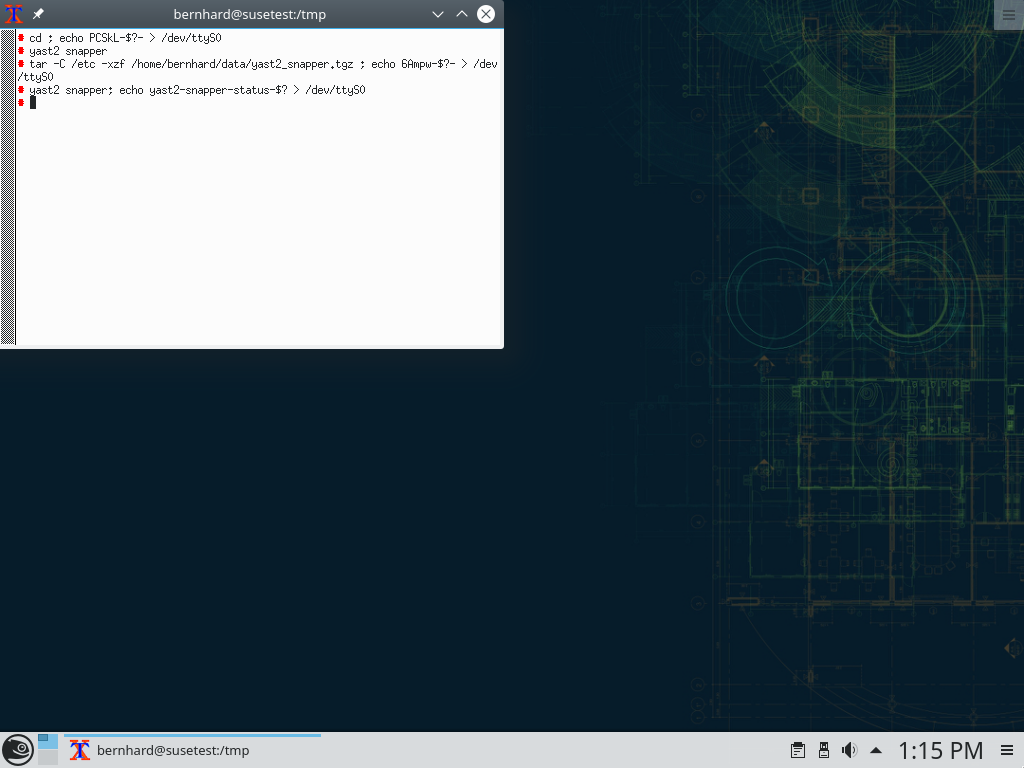 bernhard@susetest:/tmp
# cd ; echo PCSkL-$?- > /dev/ttyS0
# yast2 snapper
# tar -C /etc -xzf /home/bernhard/data/yast2_snapper.tgz ; echo 6Ampw-$?- > /dev
/ttyS0
# yast2 snapper; echo yast2-snapper-status-$? > /dev/ttyS0
#
bernhard@susetest:/tmp
1:15 PM